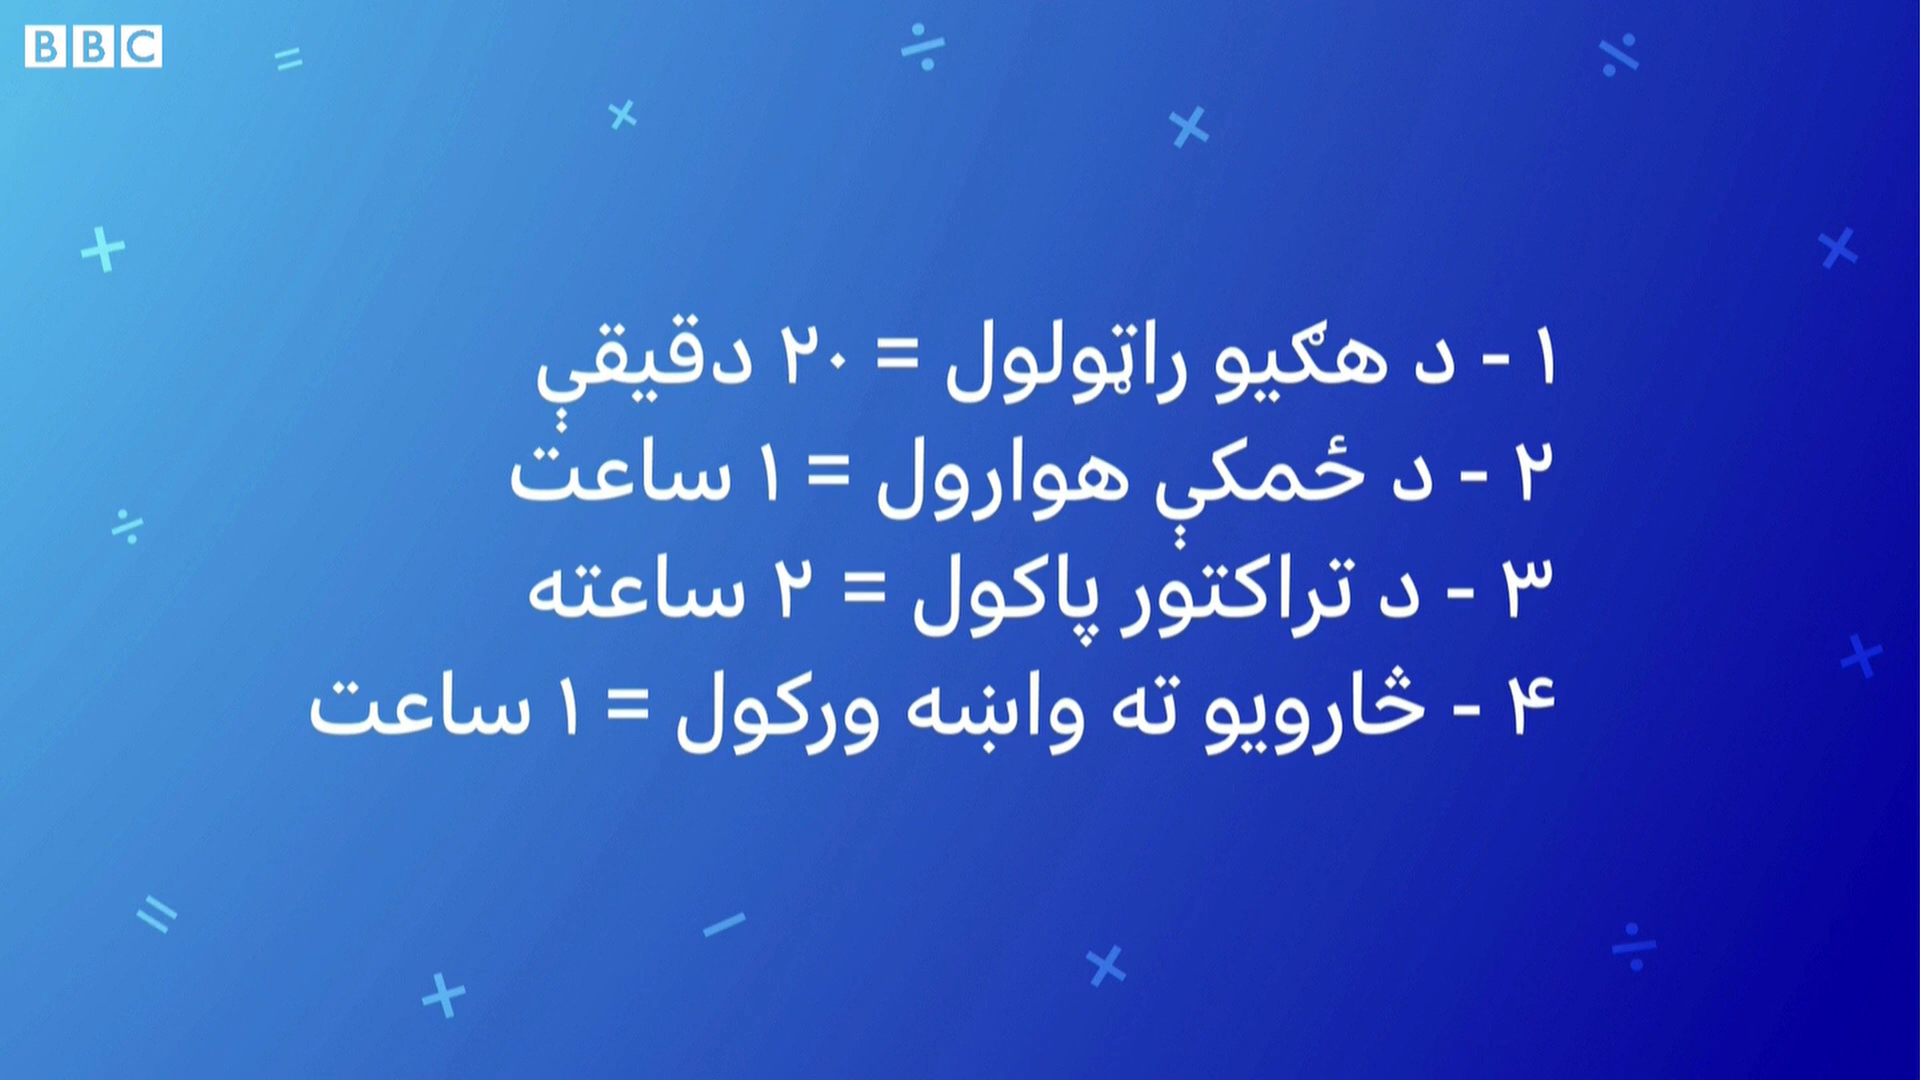 BBC
۱ - د هګیو راټولول = ۲۰ دقیقې
۲ - د ځمکې هوارول = ۱ ساعت
۳ - د تراکتور پاکول = ۲ ساعته
۴ - څارویو ته واښه ورکول = ۱ ساعت